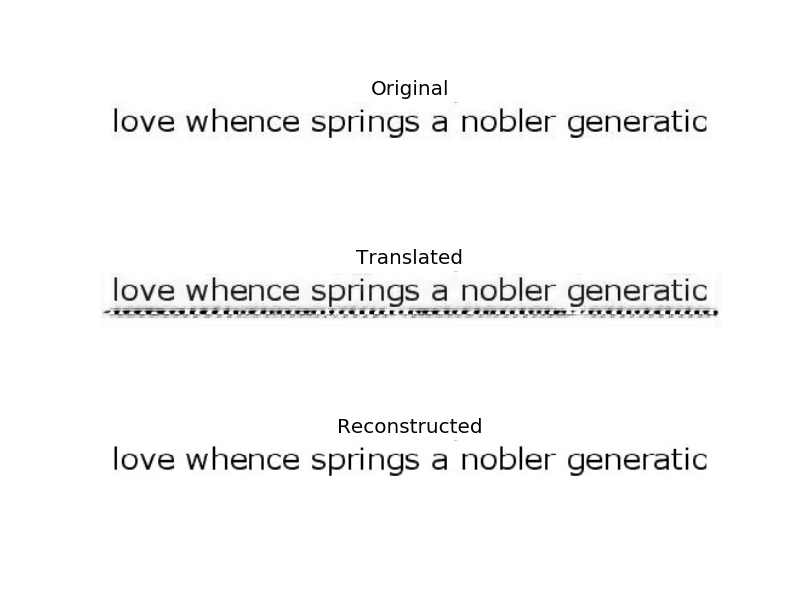 Original
love whence springs a nobler generatic
Translated
love whence springs a nobler generatic
Reconstructed
love whence springs a nobler generatic